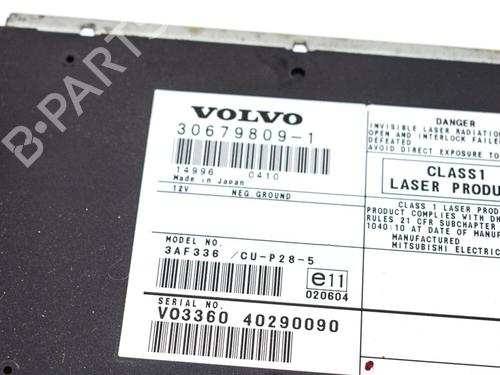 B-PARTS
VOLVO
30679809-1
14996 0410
Made in Japan
12V NEG.GROUND
MODEL NO.
3AF336 /CU-P28-5
e11
020604
SERIAL NO.
VO3360 40290090
DANGER
INVISIBLE LASER RADIATION
OPEN AND INTERLOCK FAILE
DEFEATED
AVOID DIRECT EXPOSURE TO
CLASS1
LASER PRODU
CLASS 1 LASER PROD
PRODUCT COMPLIES WITH DH
RULES 21 CFR SUBCHAPTER
1040:10 AT DATE OF MANUF
MANUFACTURED
MITSUBISHI ELECTRIC